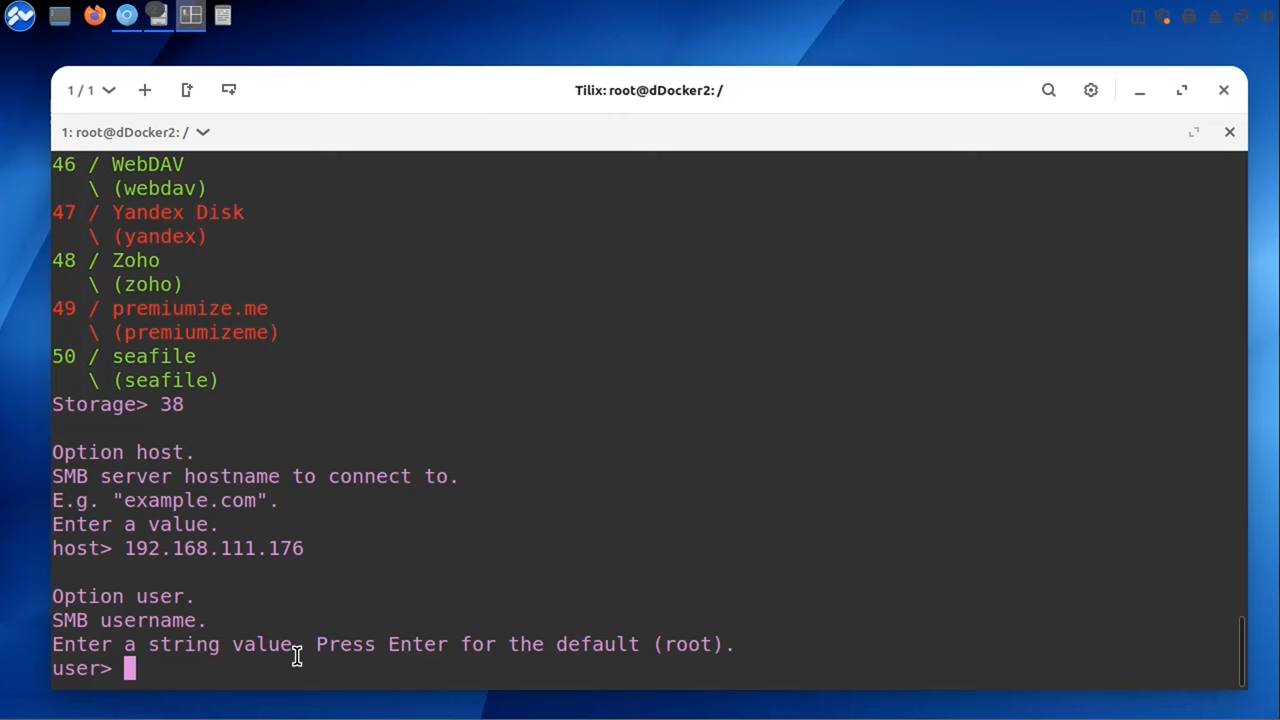 1 / 1
Tilix: root@dDocker2: /
1: root@dDocker2: /
46 / WebDAV
\ (webdav)
47 / Yandex Disk
\ (yandex)
48 / Zoho
\ (zoho)
49 / premiumize.me
\ (premiumizeme)
50 / seafile
\ (seafile)
Storage> 38
Option host.
SMB server hostname to connect to.
E.g. "example.com".
Enter a value.
host> 192.168.111.176
Option user.
SMB username.
Enter a string value. Press Enter for the default (root).
user>